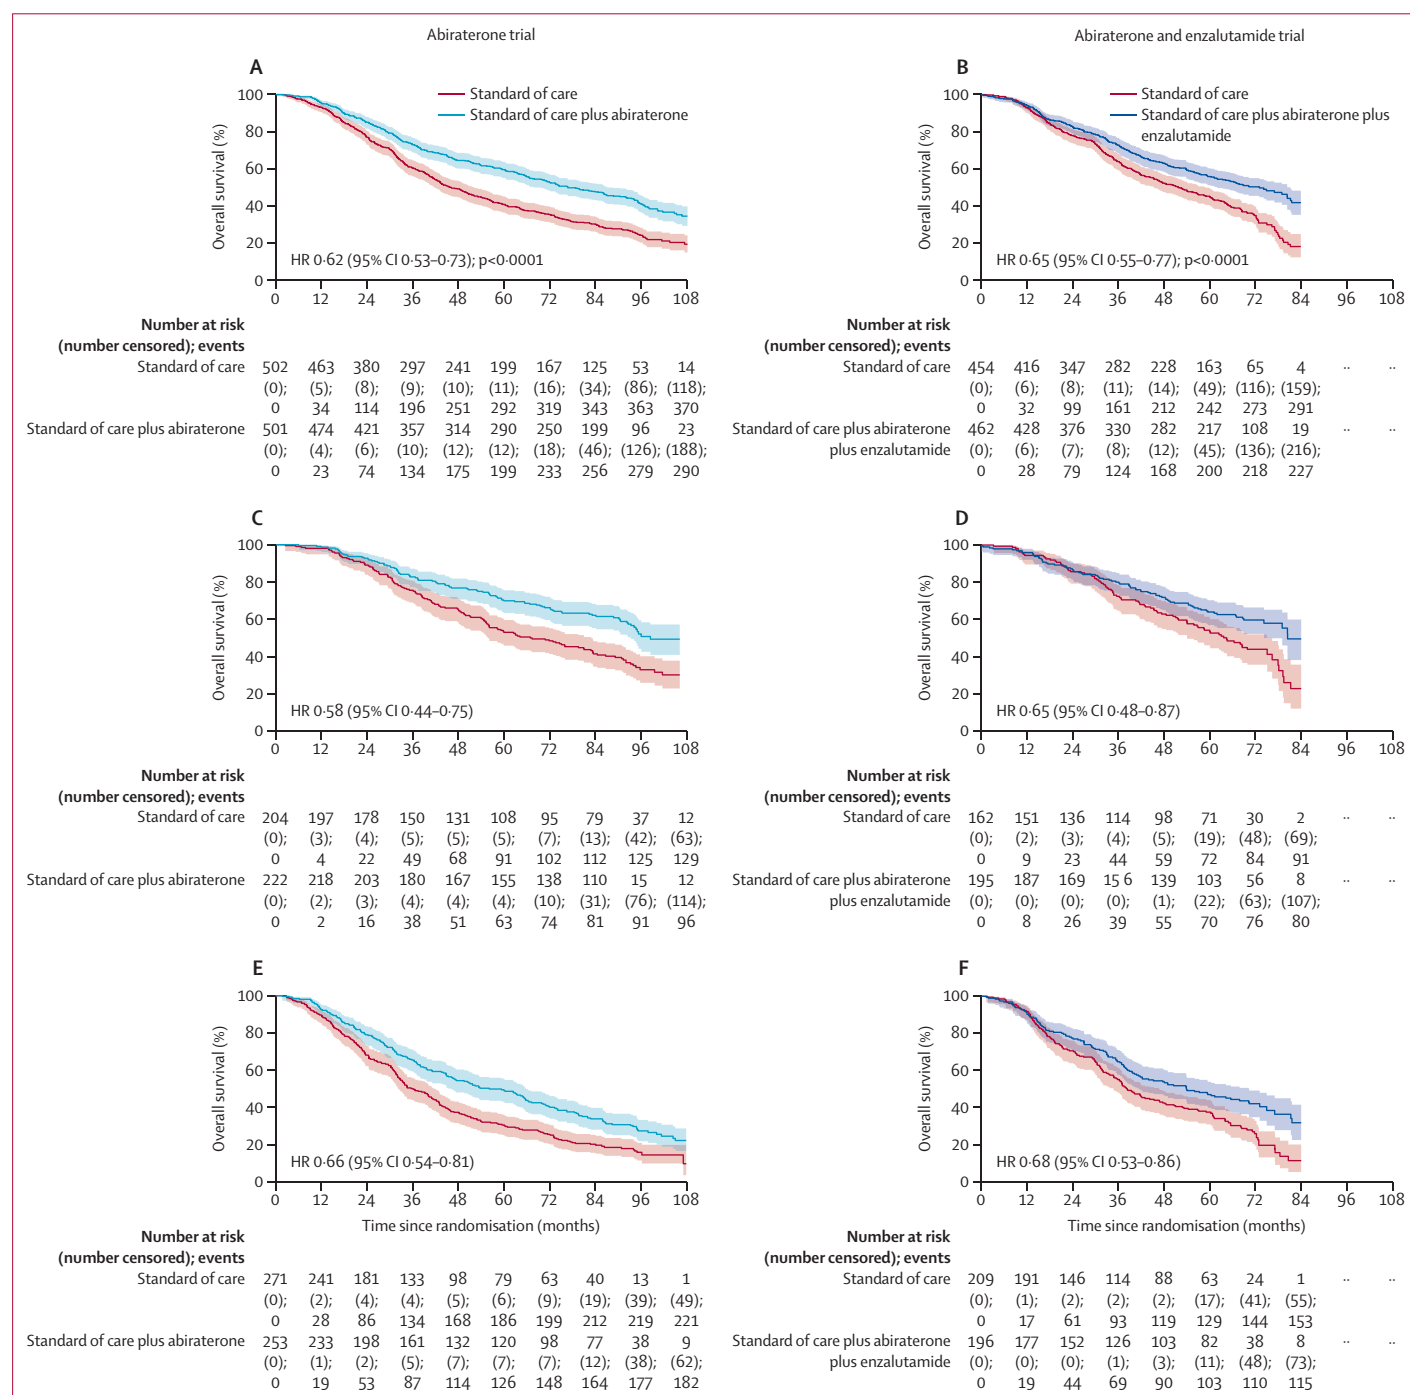 Abiraterone trial
Abiraterone and enzalutamide trial
A
Standard of care
Standard of care plus abiraterone
Overall survival (%)
100
80
60
40
20
0
HR 0·62 (95% CI 0·53–0·73); p<0·0001
0 12 24 36 48 60 72 84 96 108
Number at risk
(number censored); events
Standard of care 502 463 380 297 241 199 167 125 53 14
(0); (5); (8); (9); (10); (11); (16); (34); (86); (118);
0 34 114 196 251 292 319 343 363 370
Standard of care plus abiraterone 501 474 421 357 314 290 250 199 96 23
(0); (4); (6); (10); (12); (12); (18); (46); (126); (188);
0 23 74 134 175 199 233 256 279 290
B
Standard of care
Standard of care plus abiraterone plus
enzalutamide
Overall survival (%)
100
80
60
40
20
0
HR 0·65 (95% CI 0·55–0·77); p<0·0001
0 12 24 36 48 60 72 84 96 108
Number at risk
(number censored); events
Standard of care 454 416 347 282 228 163 65 4 ·· ··
(0); (6); (8); (11); (14); (49); (116); (159);
0 32 99 161 212 242 273 291
Standard of care plus abiraterone 462 428 376 330 282 217 108 19 ·· ··
plus enzalutamide (0); (6); (7); (8); (12); (45); (136); (216);
0 28 79 124 168 200 218 227
C
Overall survival (%)
100
80
60
40
20
0
HR 0·58 (95% CI 0·44–0·75)
0 12 24 36 48 60 72 84 96 108
Number at risk
(number censored); events
Standard of care 204 197 178 150 131 108 95 79 37 12
(0); (3); (4); (5); (5); (5); (7); (13); (42); (63);
0 4 22 49 68 91 102 112 125 129
Standard of care plus abiraterone 222 218 203 180 167 155 138 110 15 12
(0); (2); (3); (4); (4); (4); (10); (31); (76); (114);
0 2 16 38 51 63 74 81 91 96
D
Overall survival (%)
100
80
60
40
20
0
HR 0·65 (95% CI 0·48–0·87)
0 12 24 36 48 60 72 84 96 108
Number at risk
(number censored); events
Standard of care 162 151 136 114 98 71 30 2 ·· ··
(0); (2); (3); (4); (5); (19); (48); (69);
0 9 23 44 59 72 84 91
Standard of care plus abiraterone 195 187 169 15 6 139 103 56 8 ·· ··
plus enzalutamide (0); (0); (0); (0); (1); (22); (63); (107);
0 8 26 39 55 70 76 80
E
Overall survival (%)
100
80
60
40
20
0
HR 0·66 (95% CI 0·54–0·81)
0 12 24 36 48 60 72 84 96 108
Time since randomisation (months)
Number at risk
(number censored); events
Standard of care 271 241 181 133 98 79 63 40 13 1
(0); (2); (4); (4); (5); (6); (9); (19); (39); (49);
0 28 86 134 168 186 199 212 219 221
Standard of care plus abiraterone 253 233 198 161 132 120 98 77 38 9
(0); (1); (2); (5); (7); (7); (7); (12); (38); (62);
0 19 53 87 114 126 148 164 177 182
F
Overall survival (%)
100
80
60
40
20
0
HR 0·68 (95% CI 0·53–0·86)
0 12 24 36 48 60 72 84 96 108
Time since randomisation (months)
Number at risk
(number censored); events
Standard of care 209 191 146 114 88 63 24 1 ·· ··
(0); (1); (2); (2); (2); (17); (41); (55);
0 17 61 93 119 129 144 153
Standard of care plus abiraterone 196 177 152 126 103 82 38 8 ·· ··
plus enzalutamide (0); (0); (0); (1); (3); (11); (48); (73);
0 19 44 69 90 103 110 115